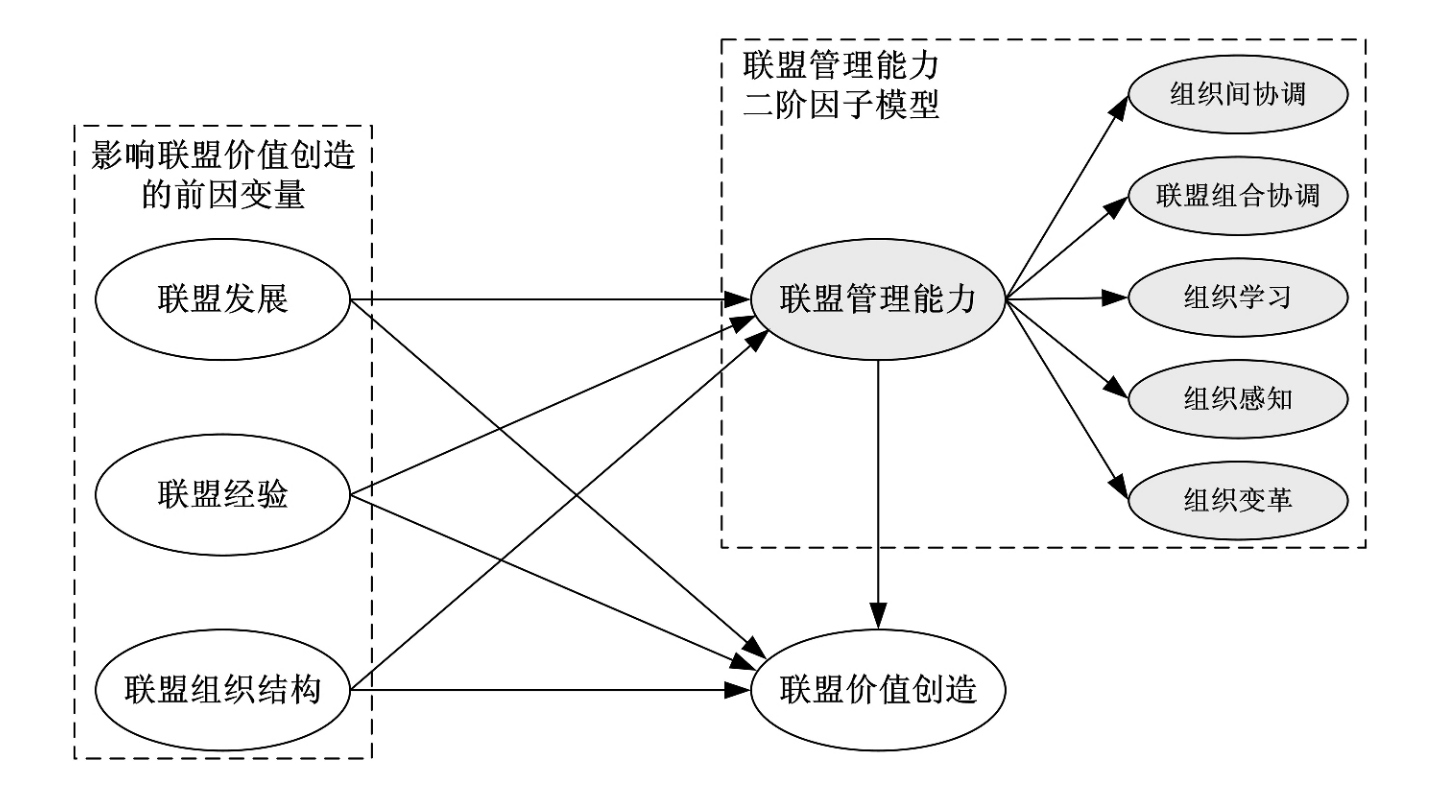 影响联盟价值创造
的前因变量
联盟发展
联盟经验
联盟组织结构
联盟管理能力
二阶因子模型
联盟管理能力
组织间协调
联盟组合协调
组织学习
组织感知
组织变革
联盟价值创造